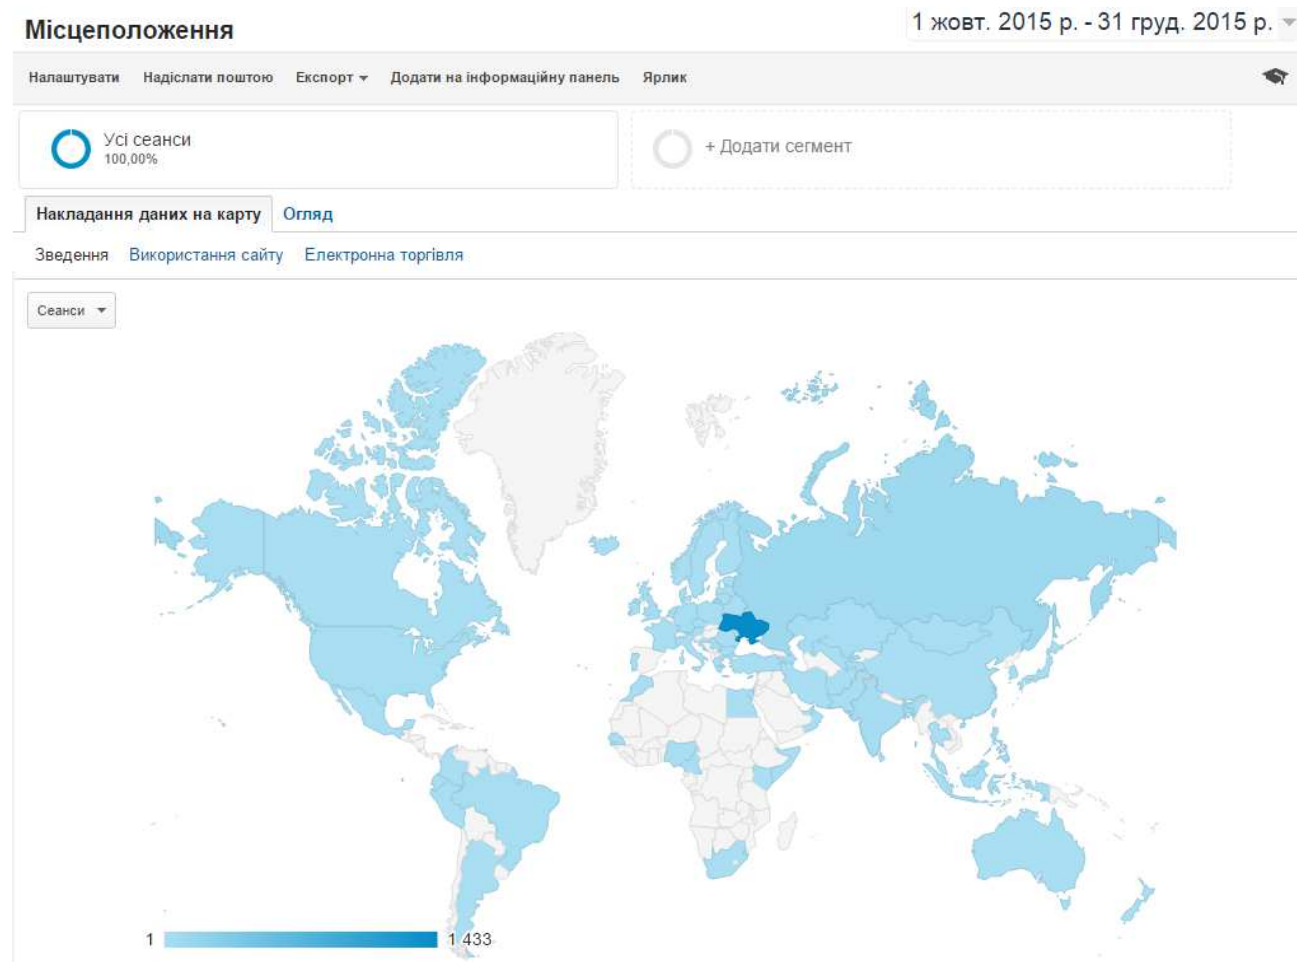 Місцеположення
1 жовт. 2015 р. - 31 груд. 2015 р.
Налаштувати Надіслати поштою Експорт Додати на інформаційну панель Ярлик
Усі сеанси
100,00%
+ Додати сегмент
Накладання даних на карту Огляд
Зведення Використання сайту Електронна торгівля
Сеанси
1 1 433